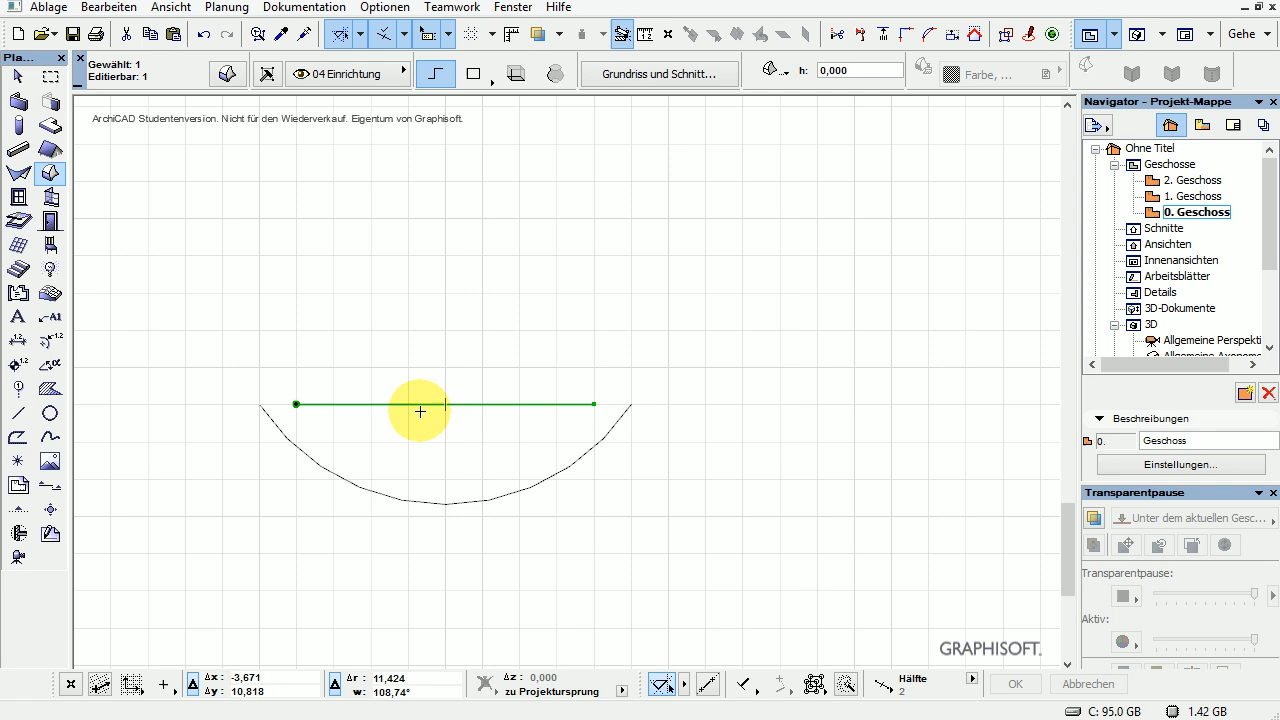 Ablage Bearbeiten Ansicht Planung Dokumentation Optionen Teamwork Fenster Hilfe
Gehe
Pla...
Gewählt: 1
Editierbar: 1
04 Einrichtung
Grundriss und Schnitt...
h: 0,000
Farbe, ...
Navigator - Projekt-Mappe
ArchiCAD Studentenversion. Nicht für den Wiederverkauf. Eigentum von Graphisoft.
Ohne Titel
Geschosse
2. Geschoss
1. Geschoss
0. Geschoss
Schnitte
Ansichten
Innenansichten
Arbeitsblätter
Details
3D-Dokumente
3D
Allgemeine Perspekti
Allgemeine Axonome
Beschreibungen
0. Geschoss
Einstellungen...
Transparentpause
Unter dem aktuellen Gesc...
Transparentpause:
Aktiv:
GRAPHISOFT.
Δx: -3,671
Δy: 10,818
Δr: 11,424
w: 108,74°
Δz: 0,000
zu Projektursprung
Hälfte
2
OK
Abbrechen
C: 95.0 GB
1.42 GB